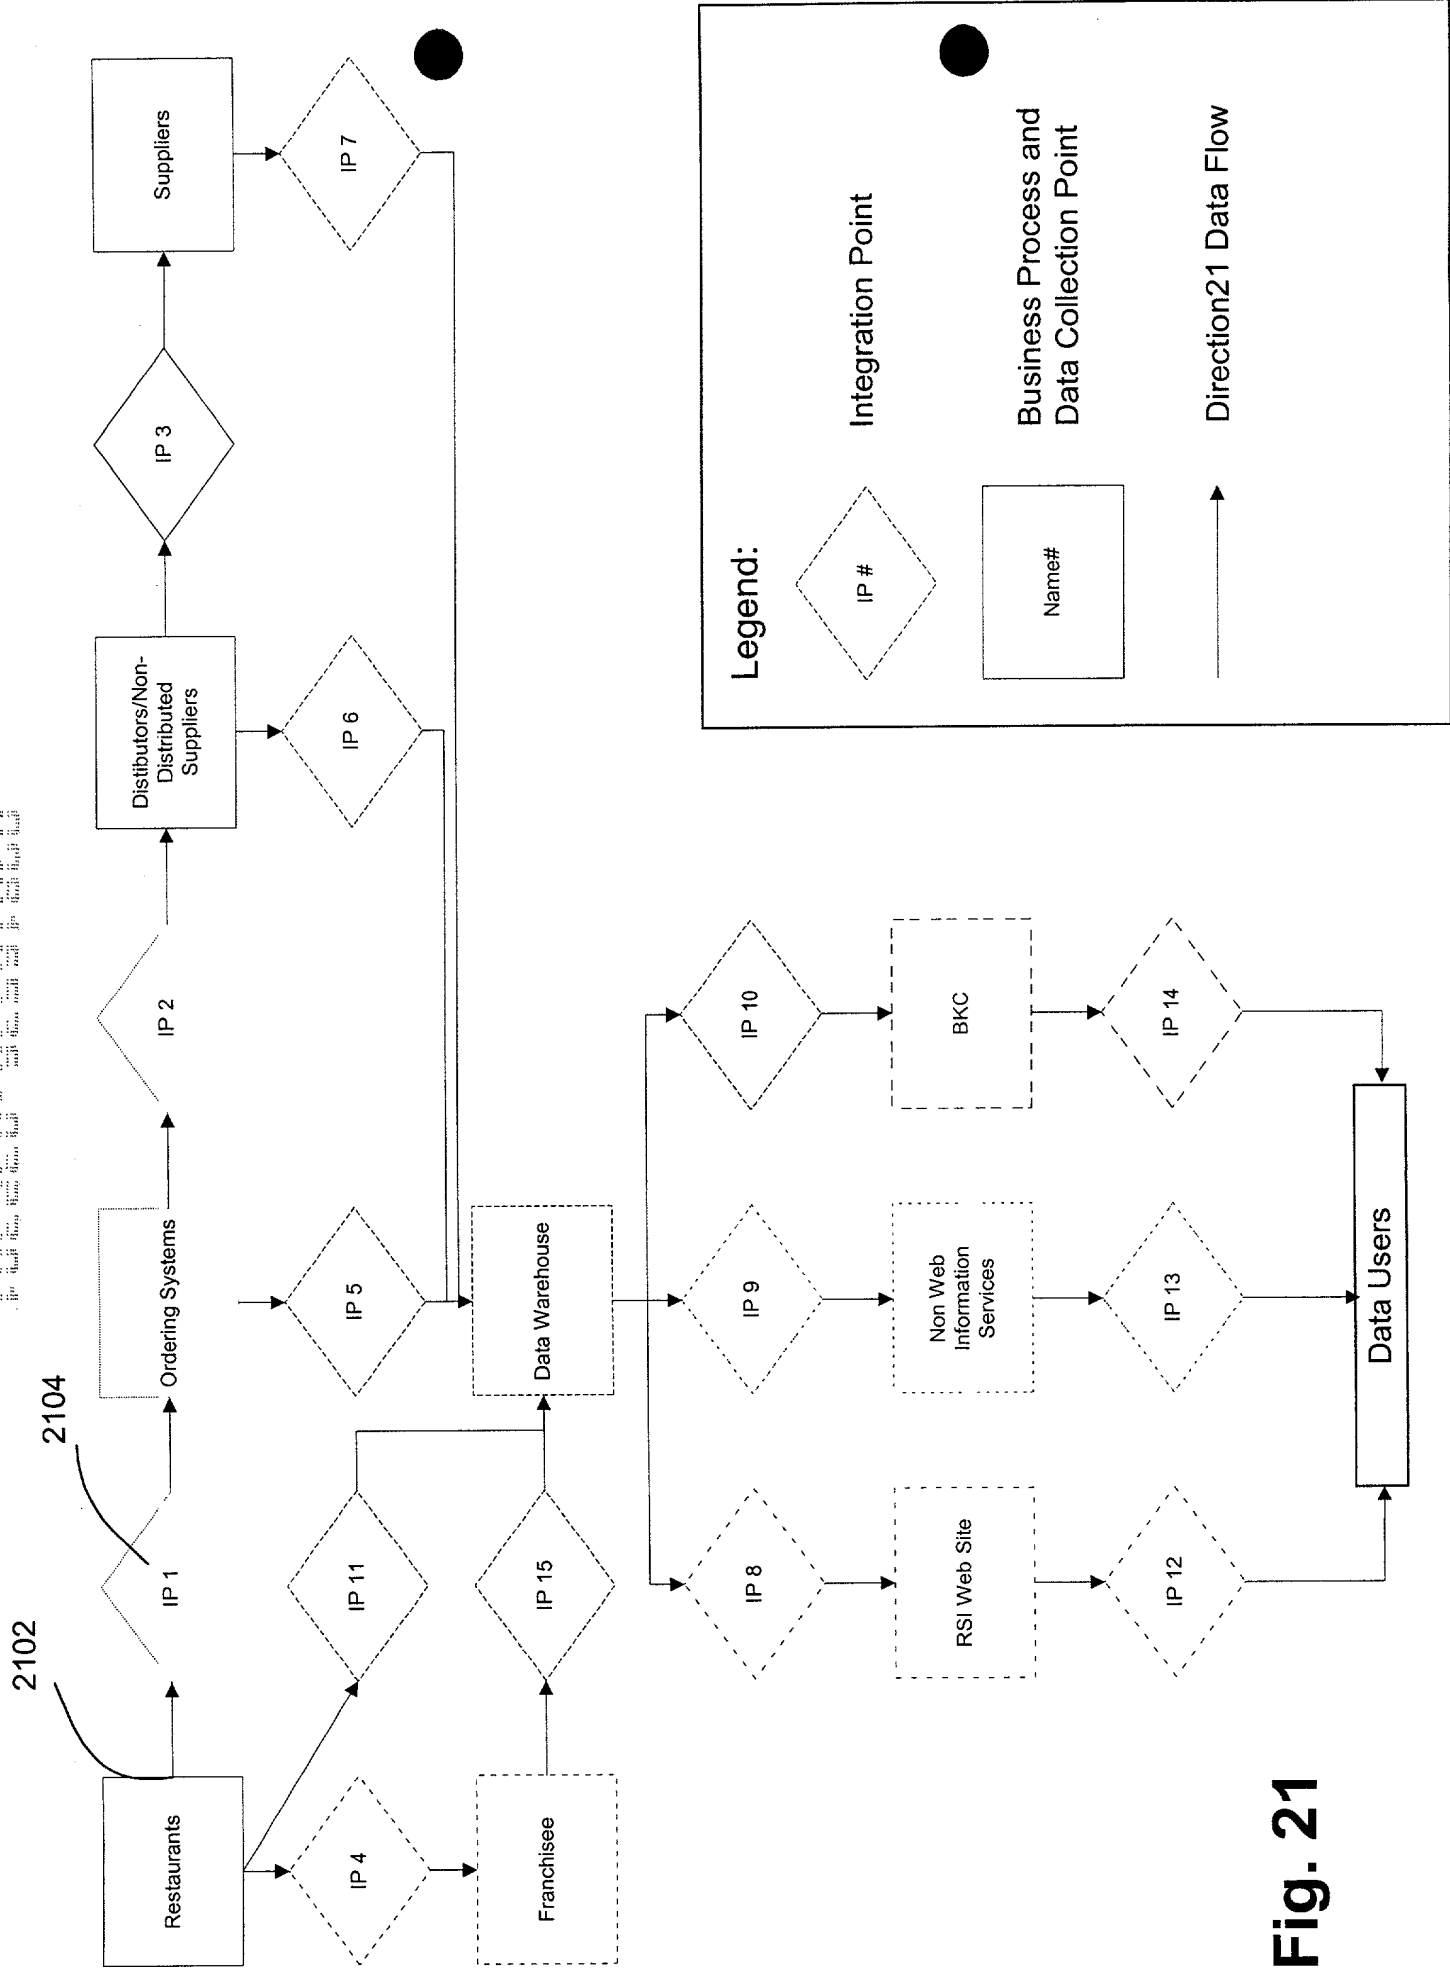 2102
2104
Restaurants
IP 1
Ordering Systems
IP 2
Distibutors/Non-
Distributed
Suppliers
IP 3
Suppliers
IP 4
IP 11
IP 5
IP 6
IP 7
Franchisee
IP 15
Data Warehouse
IP 8
IP 9
IP 10
RSI Web Site
Non Web
Information
Services
BKC
IP 12
IP 13
IP 14
Data Users
Legend:
IP #
Integration Point
Name#
Business Process and
Data Collection Point
Direction21 Data Flow
Fig. 21